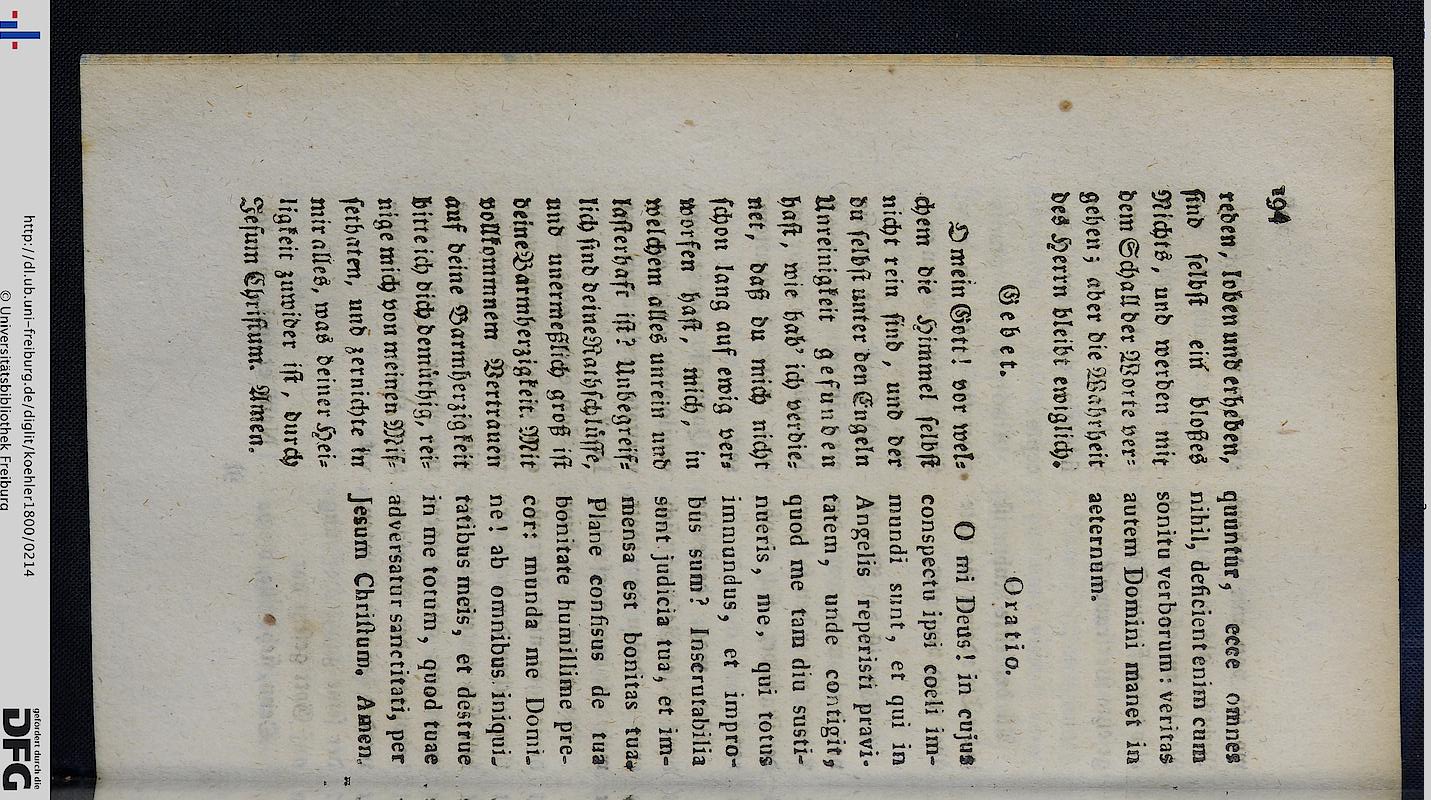 194
reden, loben und erheben,
sind selbst ein bloßes
Nichts, und werden mit
dem Schall der Worte ver=
gehen; aber die Wahrheit
des Herrn bleibt ewiglich.
Gebet.
O mein Gott! vor wel=
chem die Himmel selbst
nicht rein sind, und der
du selbst unter den Engeln
Unreinigkeit gefunden
hast, wie hab' ich verdie=
net, daß du mich nicht
schon lang auf ewig ver=
worfen hast, mich, in
welchem alles unrein und
lasterhaft ist? Unbegreif=
lich sind deine Rathschlüsse,
und unermeßlich groß ist
deine Barmherzigkeit. Mit
vollkommnem Vertrauen
auf deine Barmherzigkeit
bitte ich dich demüthig, rei=
nige mich von meinen Mis=
sethaten, und zernichte in
mir alles, was deiner Hei=
ligkeit zuwider ist, durch
Jesum Christum. Amen.
quuntur, ecce omnes
nihil, deficient enim cum
sonitu verborum: veritas
autem Domini manet in
aeternum.
Oratio.
O mi Deus! in cujus
conspectu ipsi coeli im-
mundi sunt, et qui in
Angelis reperisti pravi-
tatem, unde contigit,
quod me tam diu susti-
nueris, me, qui totus
immundus, et impro-
bus sum? Inscrutabilia
sunt judicia tua, et im-
mensa est bonitas tua.
Plane confisus de tua
bonitate humillime pre-
cor: munda me Domi-
ne! ab omnibus iniqui-
tatibus meis, et destrue
in me totum, quod tuae
adversatur sanctitati, per
Jesum Christum. Amen.
http://dl.ub.uni-freiburg.de/diglit/koehler1800/0214
© Universitätsbibliothek Freiburg
gefördert durch die
DFG